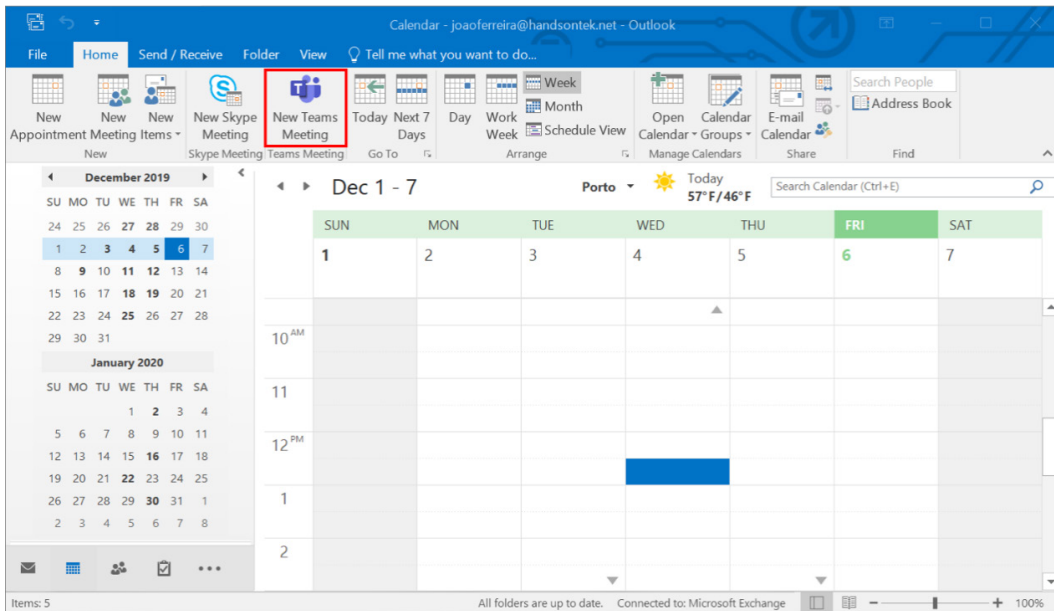 Calendar - joaoferreira@handsontek.net - Outlook
File Home Send / Receive Folder View Tell me what you want to do...
New Appointment
New Meeting
New Items
New Skype Meeting
New Teams Meeting
Today
Next 7 Days
Day
Work Week
Week
Month
Schedule View
Open Calendar
Calendar Groups
E-mail Calendar
Search People
Address Book
New Skype Meeting Teams Meeting Go To Arrange Manage Calendars Share Find
December 2019
SU MO TU WE TH FR SA
24 25 26 27 28 29 30
1 2 3 4 5 6 7
8 9 10 11 12 13 14
15 16 17 18 19 20 21
22 23 24 25 26 27 28
29 30 31
January 2020
SU MO TU WE TH FR SA
1 2 3 4
5 6 7 8 9 10 11
12 13 14 15 16 17 18
19 20 21 22 23 24 25
26 27 28 29 30 31 1
2 3 4 5 6 7 8
Dec 1 - 7
Porto
Today
57°F/46°F
Search Calendar (Ctrl+E)
SUN MON TUE WED THU FRI SAT
1 2 3 4 5 6 7
10 AM
11
12 PM
1
2
Items: 5
All folders are up to date. Connected to: Microsoft Exchange
100%